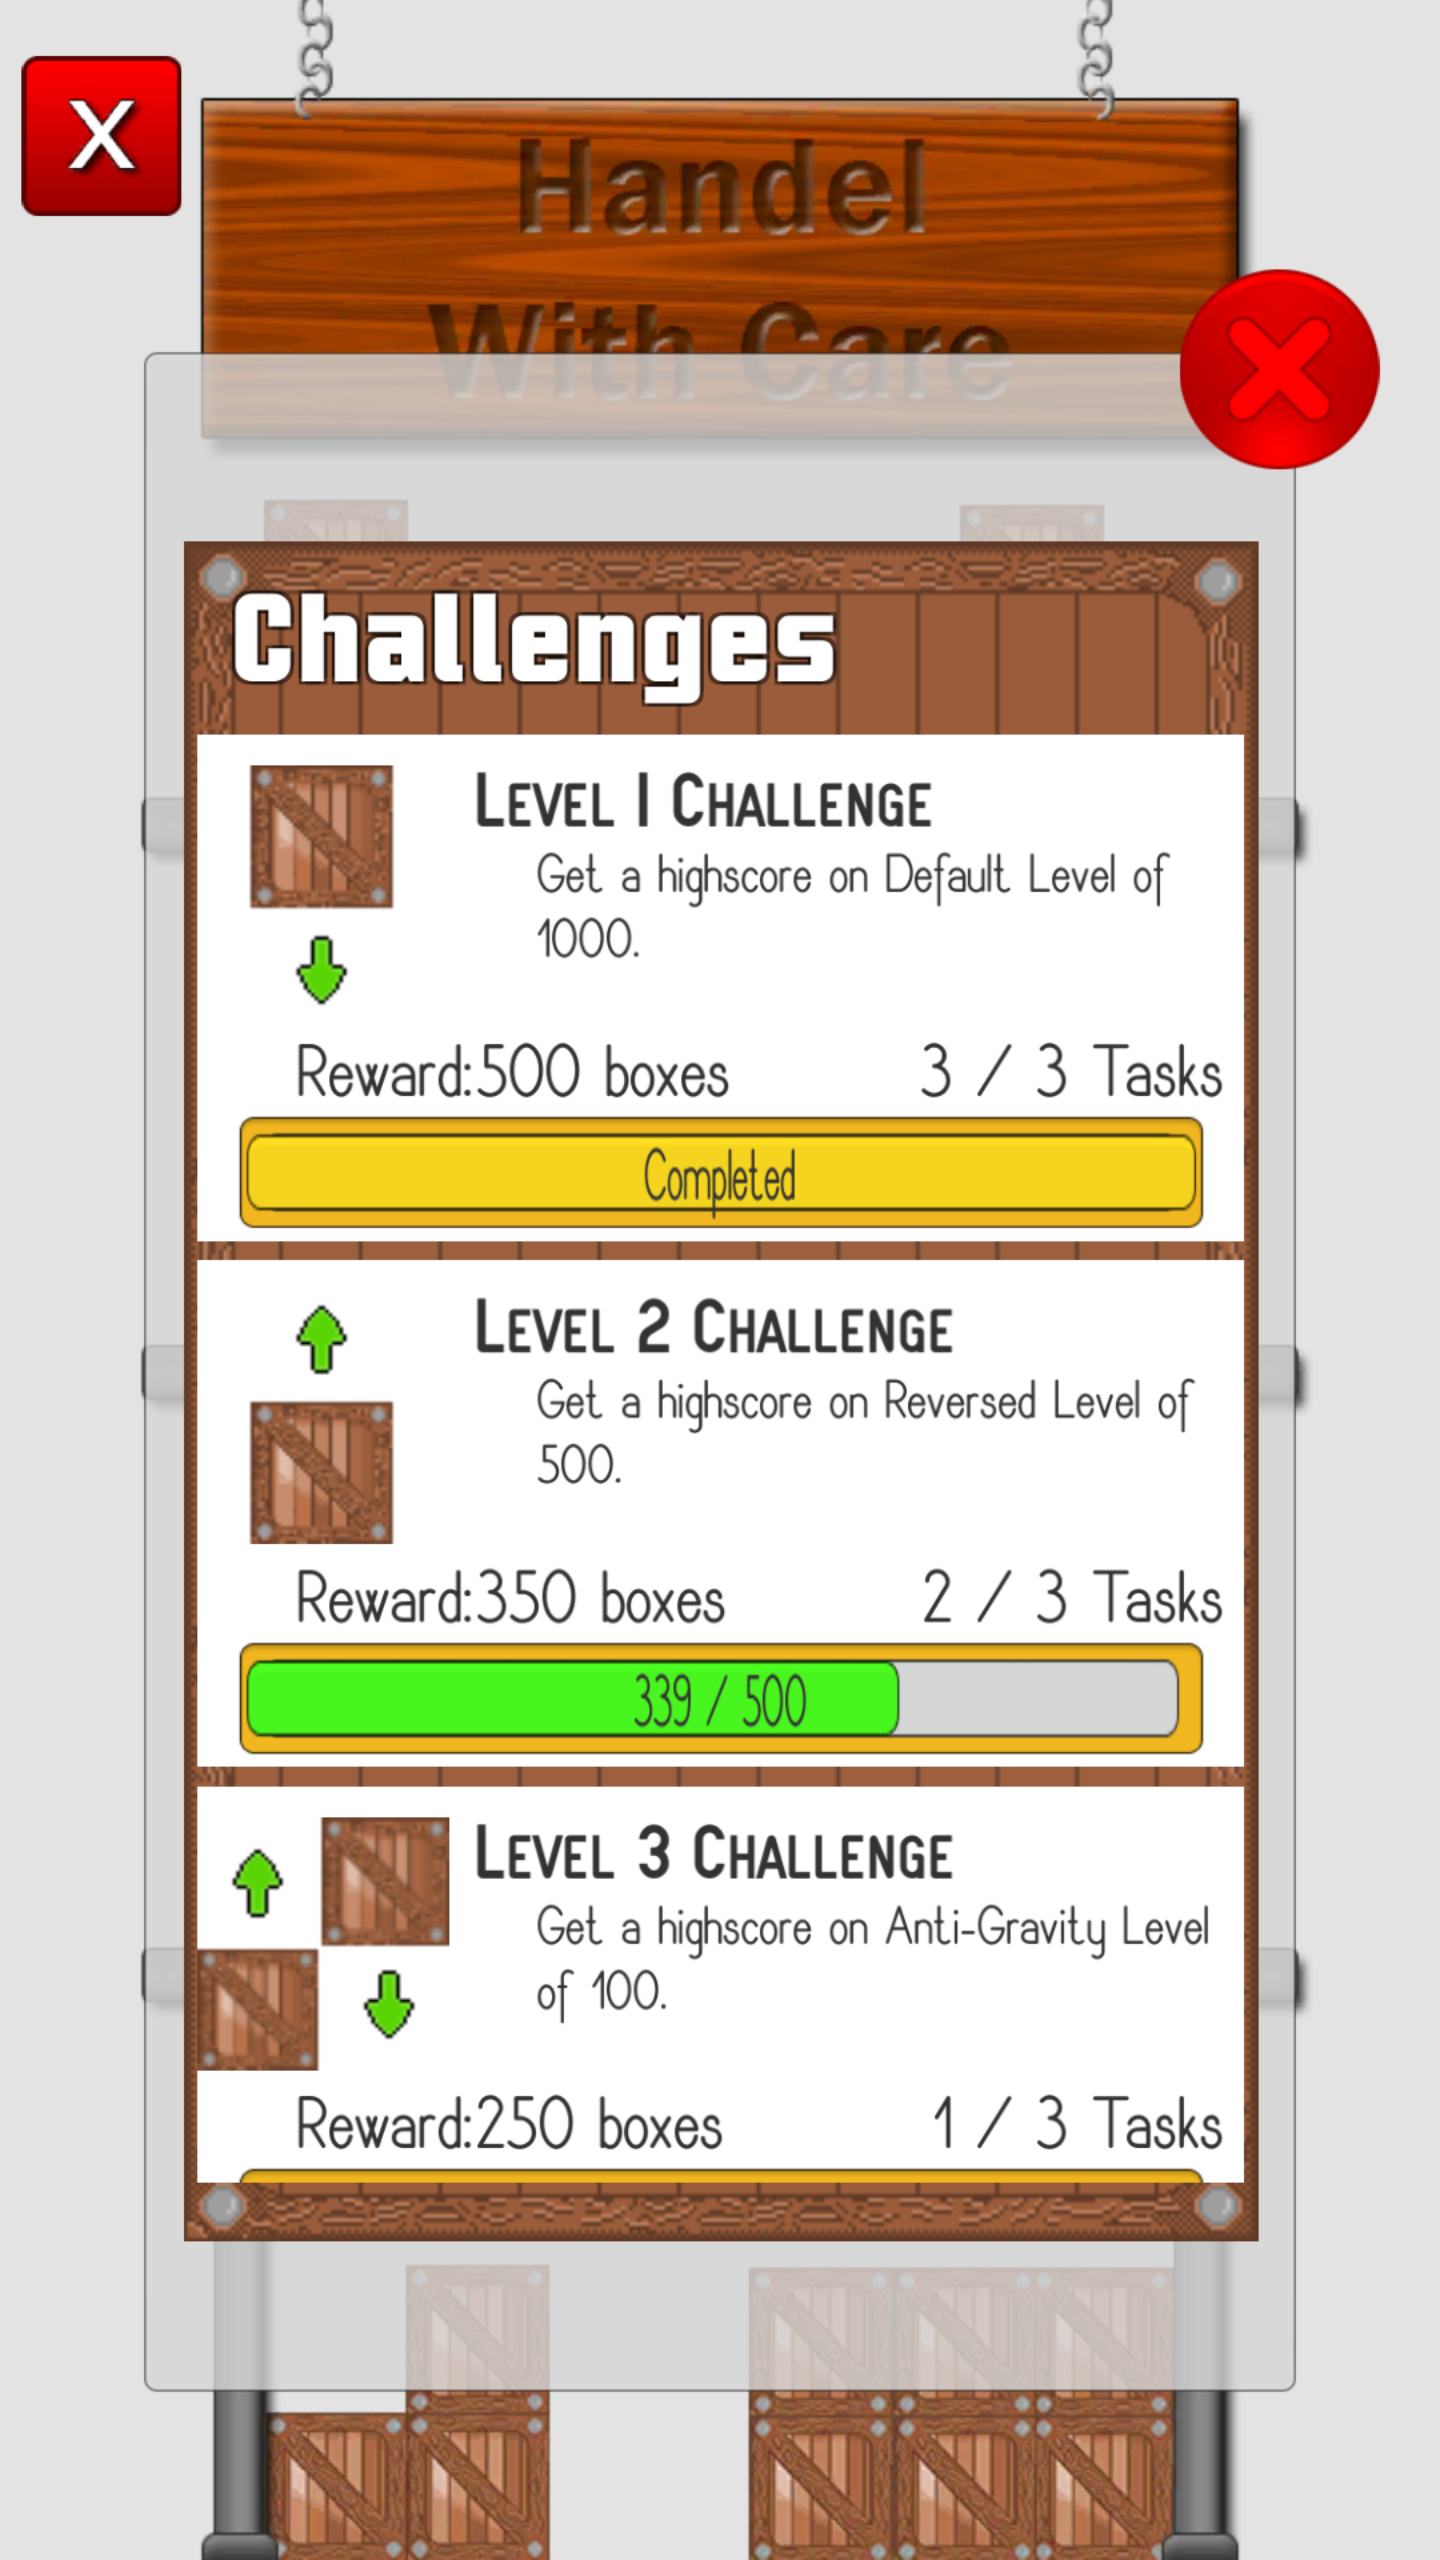 X
Handel
With Care
Challenges
Level 1 Challenge
Get a highscore on Default Level of
1000.
Reward:500 boxes
3 / 3 Tasks
Completed
Level 2 Challenge
Get a highscore on Reversed Level of
500.
Reward:350 boxes
2 / 3 Tasks
339 / 500
Level 3 Challenge
Get a highscore on Anti-Gravity Level
of 100.
Reward:250 boxes
1 / 3 Tasks